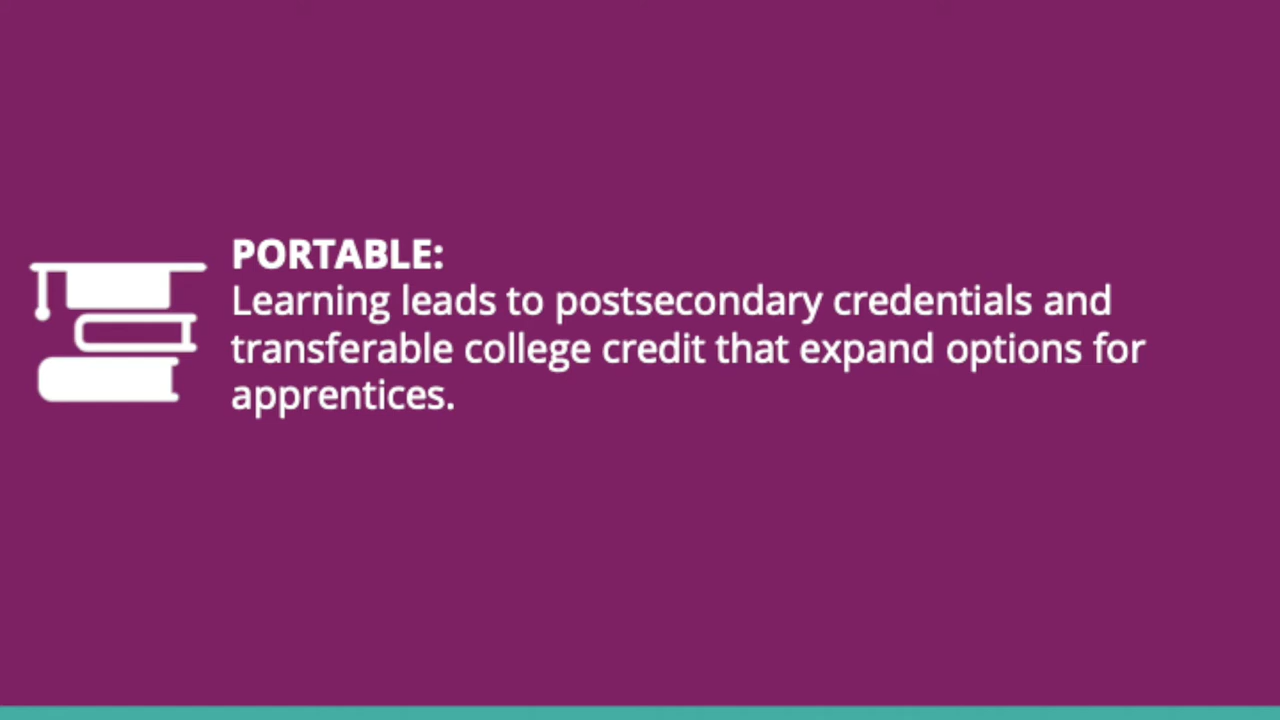 PORTABLE:
Learning leads to postsecondary credentials and
transferable college credit that expand options for
apprentices.